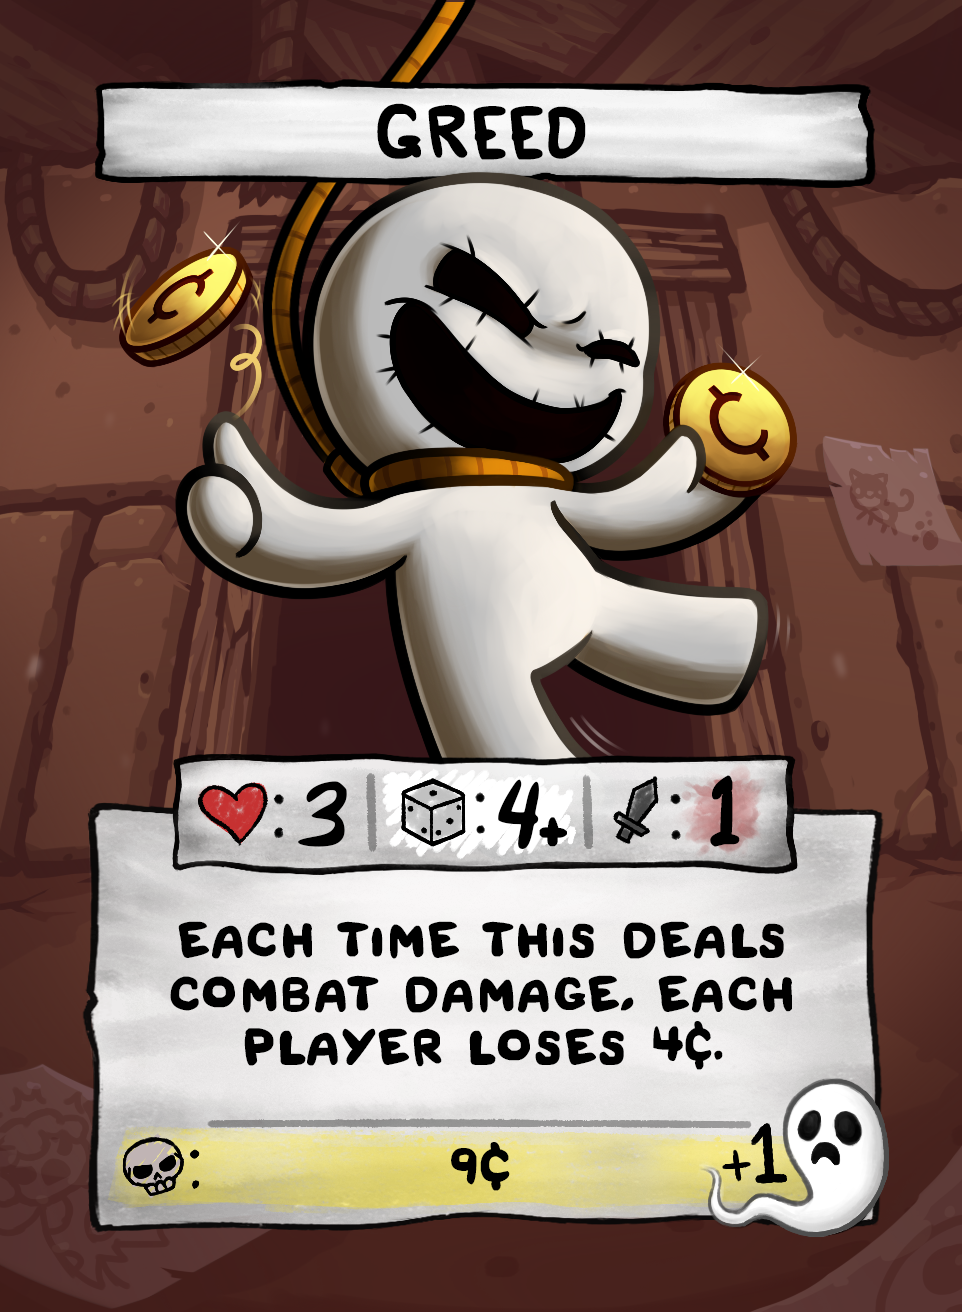 GREED
¢
¢
: 3 : 4+ : 1
EACH TIME THIS DEALS
COMBAT DAMAGE, EACH
PLAYER LOSES 4¢.
: 9¢ +1